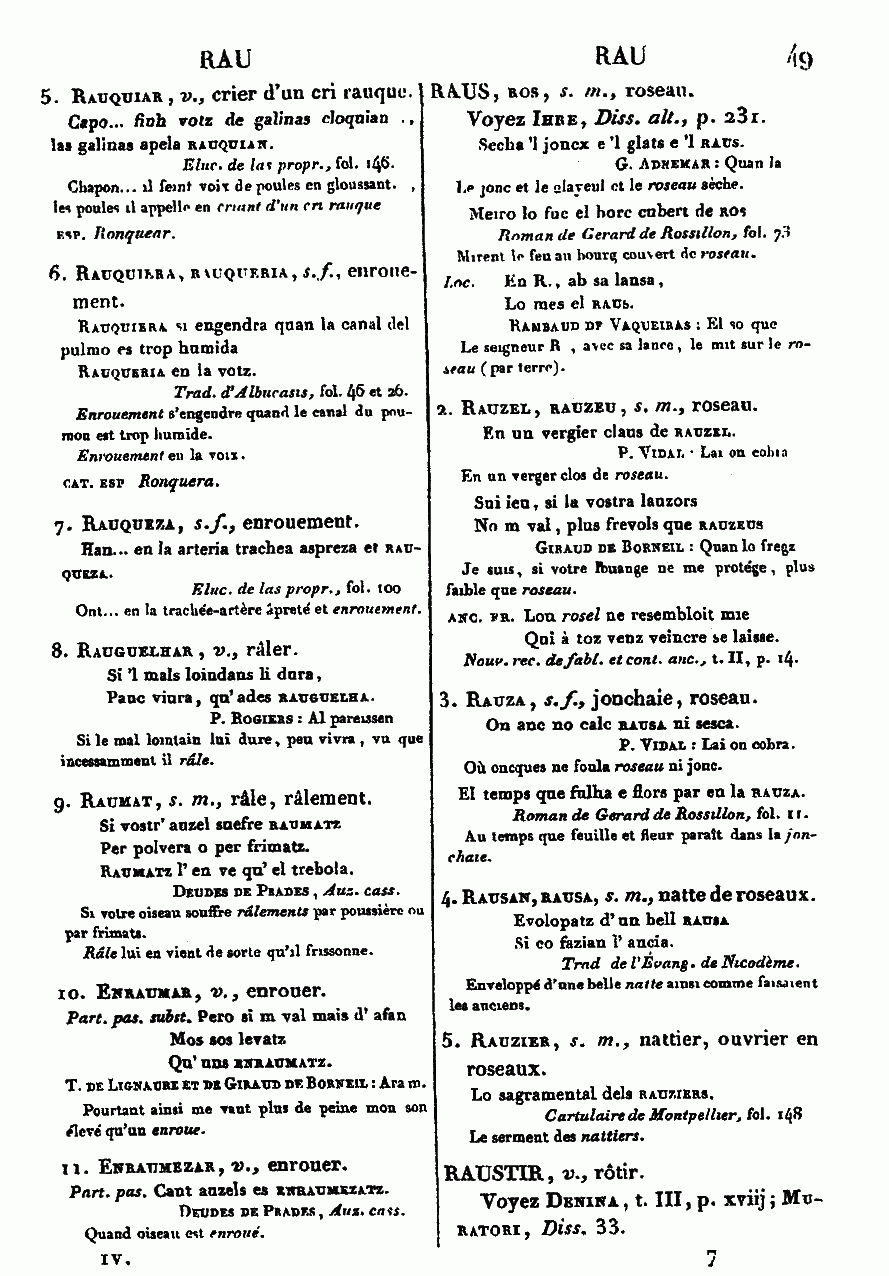 RAU
RAU
49
5. RAUQUIAR, v., crier d'un cri rauque.
Capo... finh votz de galinas cloquian .,
las galinas apela RAUQUIAN.
Eluc. de las propr., fol. 146.
Chapon... il feint voix de poules en gloussant. ,
les poules il appelle en criant d'un cri rauque
ESP. Ronquear.
6. RAUQUIERA, RAUQUERIA, s. f., enroue-
ment.
RAUQUIERA si engendra quan la canal del
pulmo es trop humida
RAUQUERIA en la votz.
Trad. d'Albucasis, fol. 46 et 26.
Enrouement s'engendre quand le canal du pou-
mon est trop humide.
Enrouement en la voix.
CAT. ESP Ronquera.
7. RAUQUEZA, s. f., enrouement.
Han... en la arteria trachea aspreza et RAU-
QUEZA.
Eluc. de las propr., fol. 100
Ont... en la trachée-artère âpreté et enrouement.
8. RAUGUELHAR, v., râler.
Si 'l mals loindans li dura,
Pauc viura, qu' ades RAUGUELHA.
P. ROGIERS : Al pareissen
Si le mal lointain lui dure, peu vivra, vu que
incessamment il râle.
9. RAUMAT, s. m., râle, râlement.
Si vostr' auzel suefre RAUMATZ
Per polvera o per frimatz.
RAUMATZ l' en ve qu' el trebola.
DEUDES DE PRADES, Auz. cass.
Si votre oiseau souffre râlements par poussière ou
par frimats.
Râle lui en vient de sorte qu'il frissonne.
10. ENRAUMAR, v., enrouer.
Part. pas. subst. Pero si m val mais d' afan
Mos sos levatz
Qu' uns ENRAUMATZ.
T. DE LIGNAURE ET DE GIRAUD DE BORNEIL : Ara m.
Pourtant ainsi me vaut plus de peine mon son
élevé qu'un enroue.
11. ENRAUMEZAR, v., enrouer.
Part. pas. Cant auzels es ENRAUMEZATZ.
DEUDES DE PRADES, Auz. cass.
Quand oiseau est enroué.
IV.
RAUS, ROS, s. m., roseau.
Voyez IHRE, Diss. alt., p. 231.
Secha 'l joncx e 'l glats e 'l RAUS.
G. ADHEMAR : Quan la
Le jonc et le glayeul et le roseau sèche.
Meiro lo fuc el borc cubert de ROS
Roman de Gerard de Rossillon, fol. 73
Mirent le feu au bourg couvert de roseau.
Loc. En R., ab sa lansa,
Lo mes el RAUS.
RAMBAUD DE VAQUEIRAS : El so que
Le seigneur R , avec sa lance, le mit sur le ro-
seau (par terre).
2. RAUZEL, RAUZEU, s. m., roseau.
En un vergier claus de RAUZEL.
P. VIDAL · Lai on cobra
En un verger clos de roseau.
Sui ieu, si la vostra lauzors
No m val, plus frevols que RAUZEUS
GIRAUD DE BORNEIL : Quan lo fregz
Je suis, si votre louange ne me protége, plus
faible que roseau.
ANC. FR. Lou rosel ne resembloit mie
Qui à toz venz veincre se laisse.
Nouv. rec. de fabl. et cont. anc., t. II, p. 14.
3. RAUZA, s. f., jonchaie, roseau.
On anc no calc RAUSA ni sesca.
P. VIDAL : Lai on cobra.
Où oncques ne foula roseau ni jonc.
El temps que fulha e flors par en la RAUZA.
Roman de Gerard de Rossillon, fol. 11.
Au temps que feuille et fleur paraît dans la jon-
chaie.
4. RAUSAN, RAUSA, s. m., natte de roseaux.
Evolopatz d' un bell RAUSA
Si co fazian l' ancia.
Trad de l'Évang. de Nicodème.
Enveloppé d'une belle natte ainsi comme faisaient
les anciens.
5. RAUZIER, s. m., nattier, ouvrier en
roseaux.
Lo sagramental dels RAUZIERS.
Cartulaire de Montpellier, fol. 148
Le serment des nattiers.
RAUSTIR, v., rôtir.
Voyez DENINA, t. III, p. xviij; MU-
RATORI, Diss. 33.
7